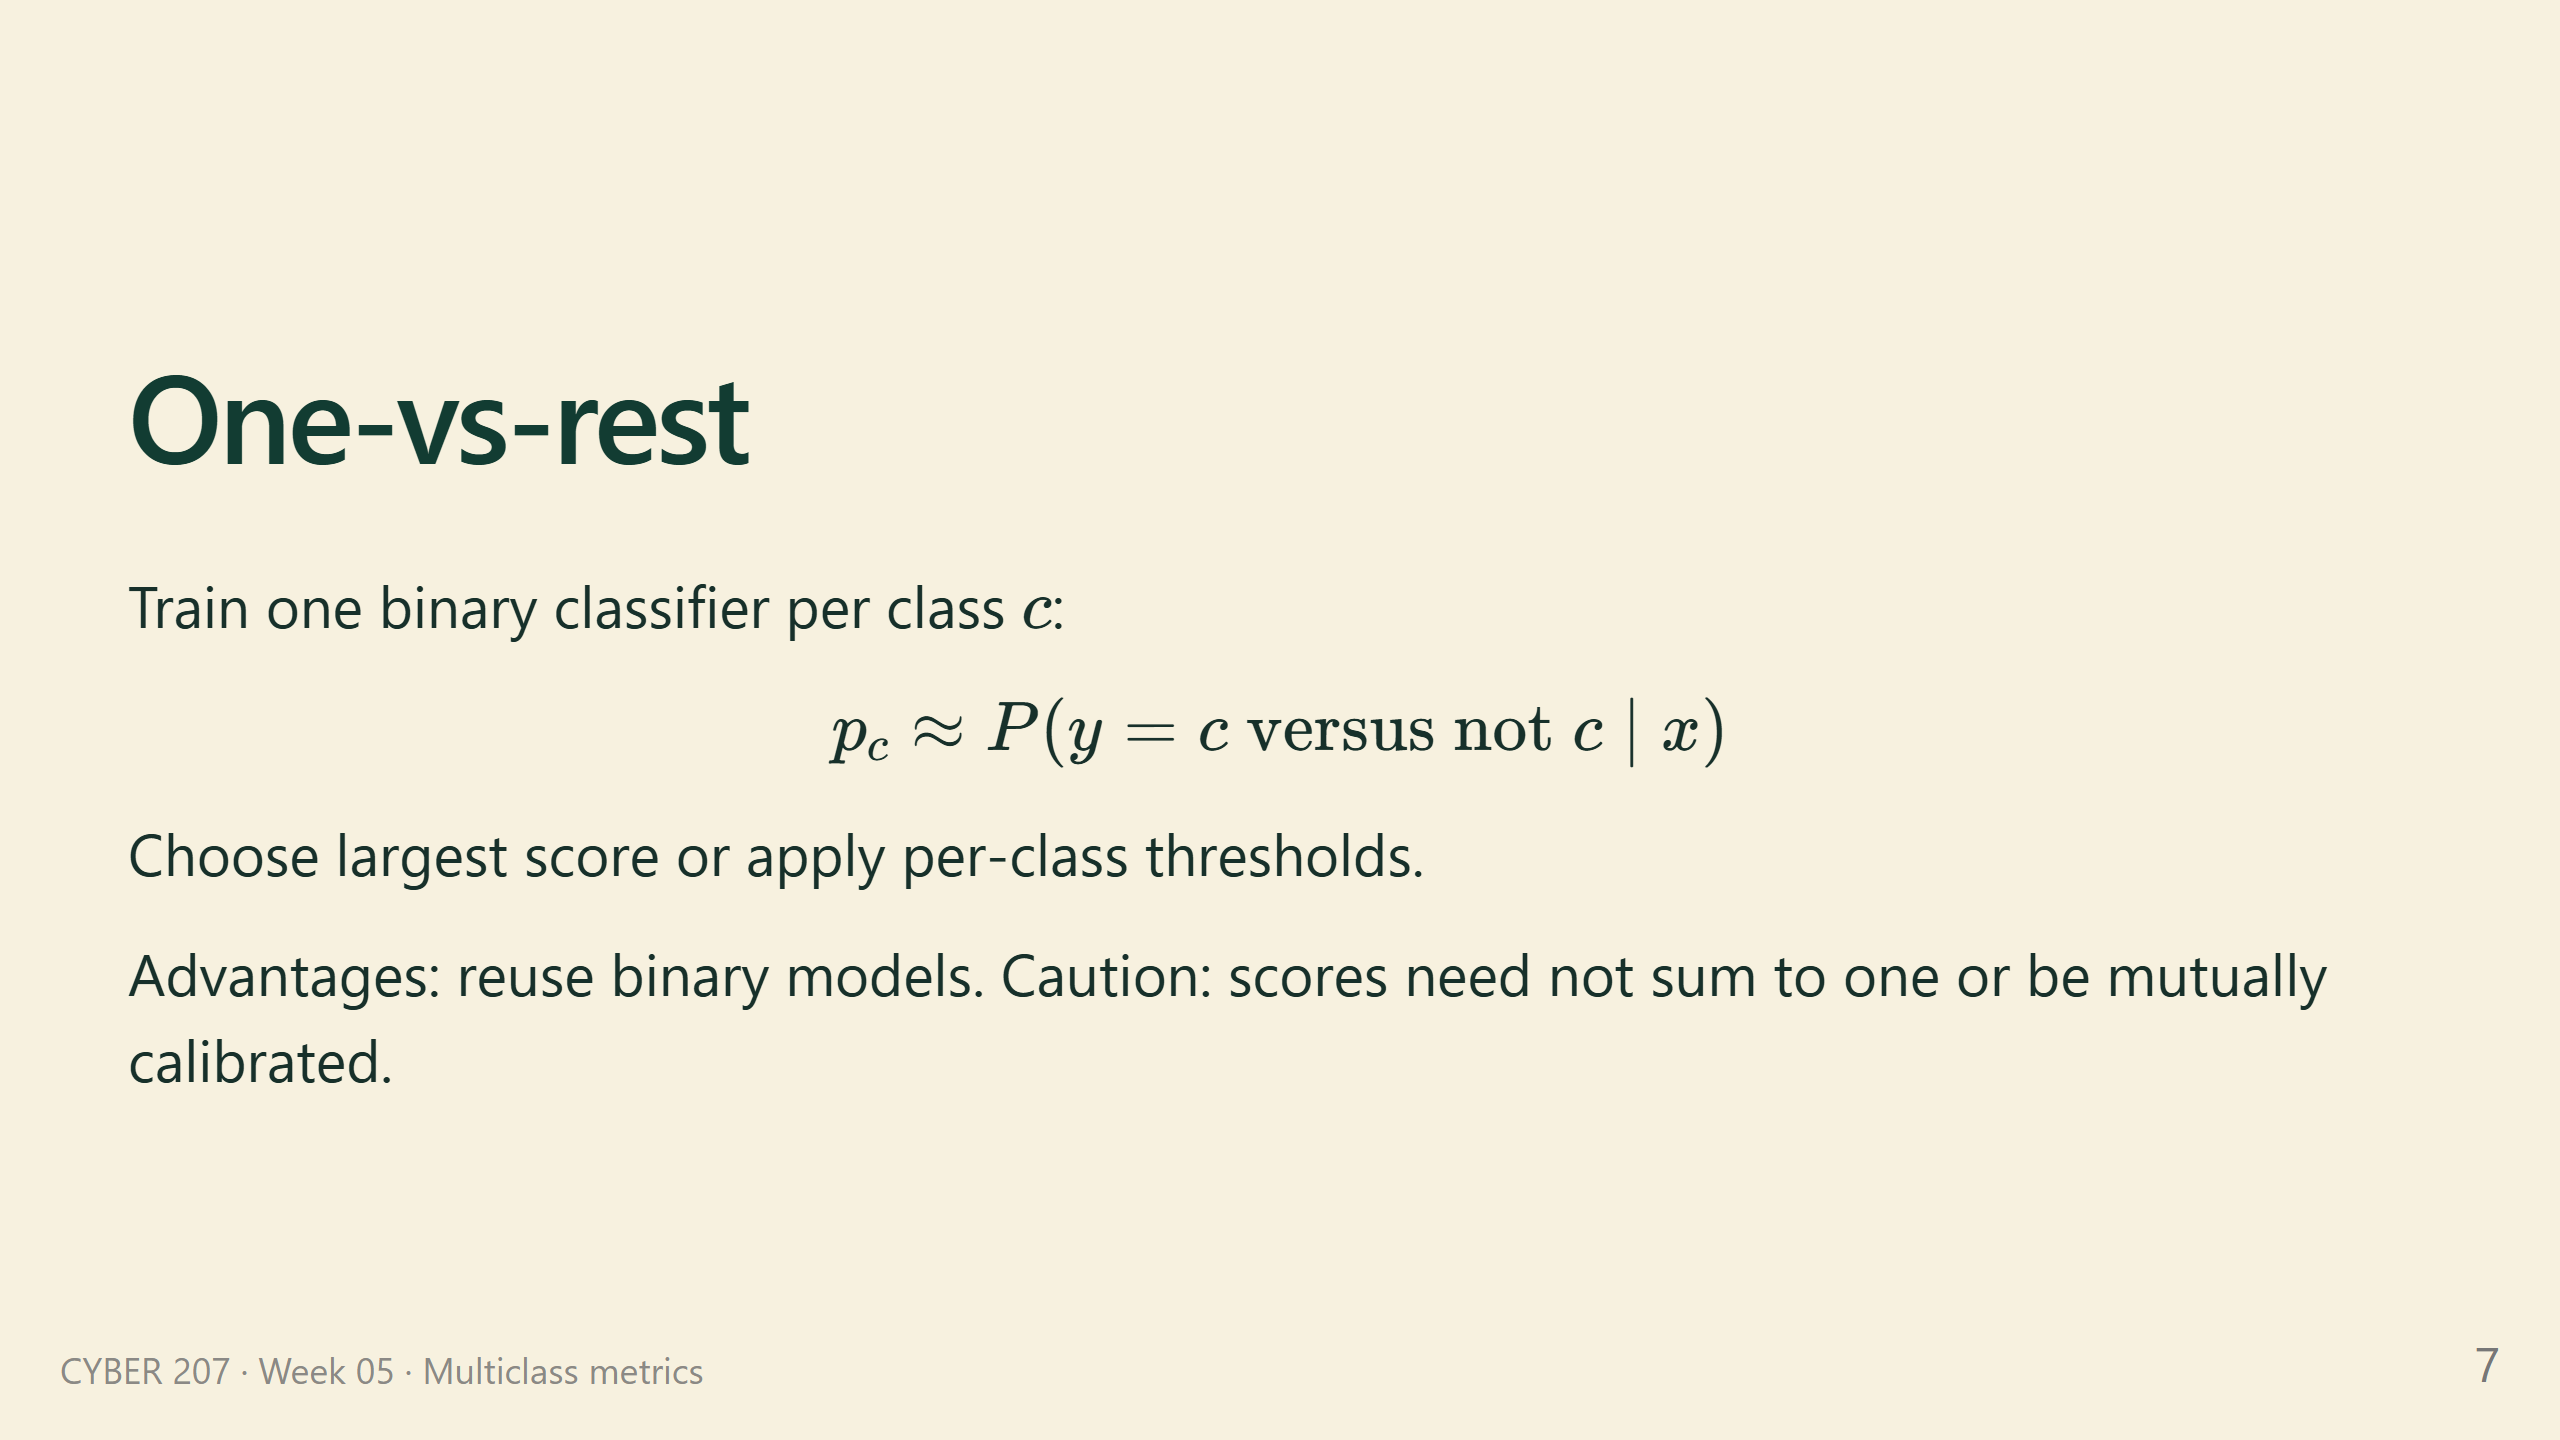 One-vs-rest
Train one binary classifier per class c:
p_c ≈ P(y = c versus not c | x)
Choose largest score or apply per-class thresholds.
Advantages: reuse binary models. Caution: scores need not sum to one or be mutually
calibrated.
CYBER 207 · Week 05 · Multiclass metrics
7